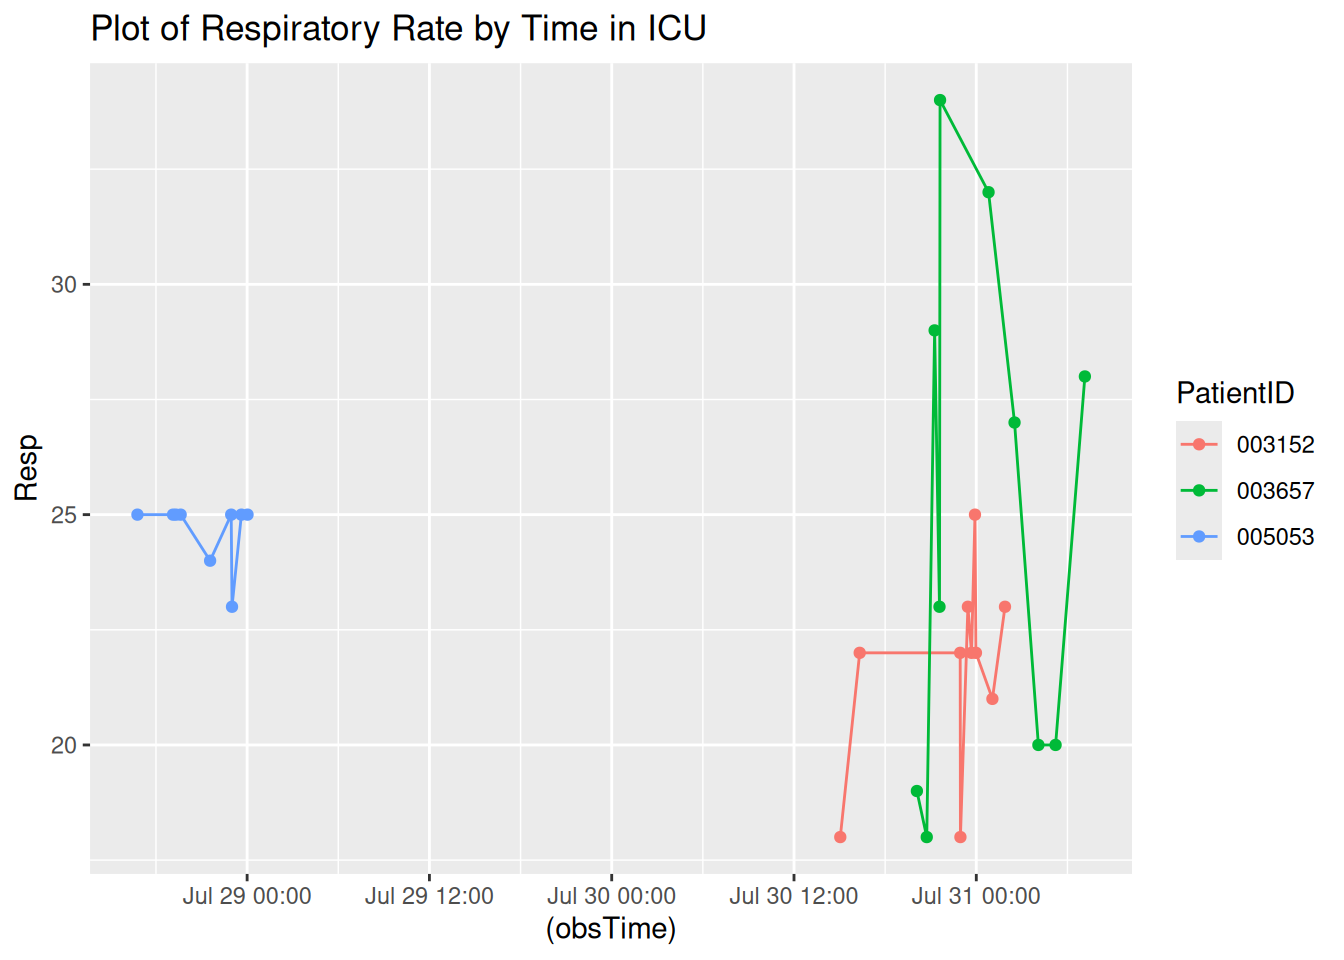 Plot of Respiratory Rate by Time in ICU
Resp
30
25
20
Jul 29 00:00 Jul 29 12:00 Jul 30 00:00 Jul 30 12:00 Jul 31 00:00
(obsTime)
PatientID
003152
003657
005053